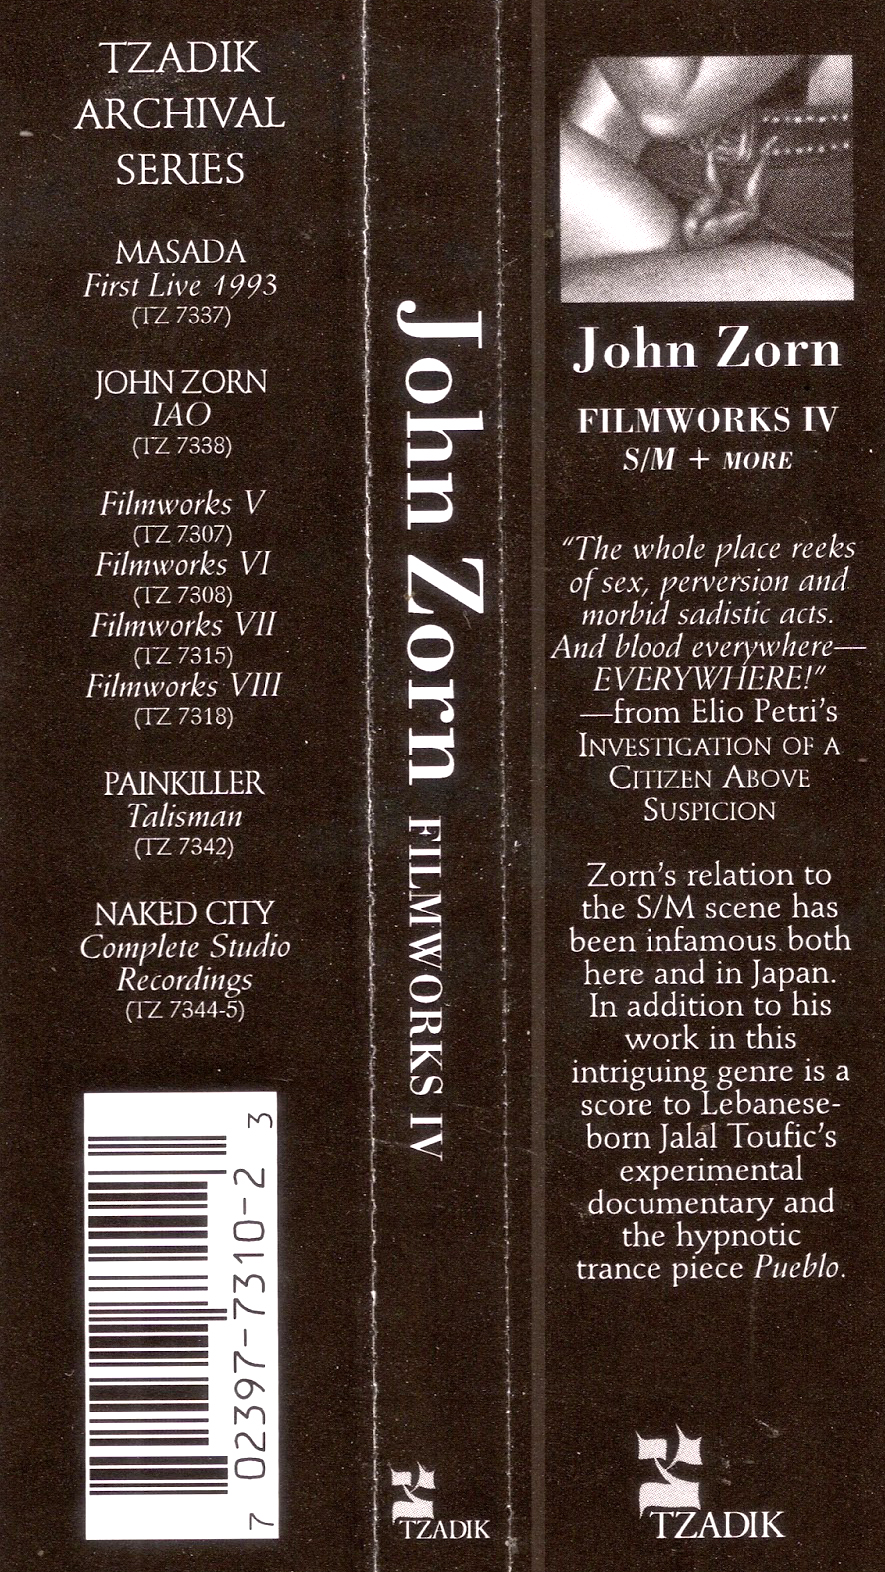 TZADIK
ARCHIVAL
SERIES
MASADA
First Live 1993
(TZ 7337)
JOHN ZORN
IAO
(TZ 7338)
Filmworks V
(TZ 7307)
Filmworks VI
(TZ 7308)
Filmworks VII
(TZ 7315)
Filmworks VIII
(TZ 7318)
PAINKILLER
Talisman
(TZ 7342)
NAKED CITY
Complete Studio
Recordings
(TZ 7344-5)
7 02397-7310-2 3
John Zorn FILMWORKS IV
TZADIK
John Zorn
FILMWORKS IV
S/M + MORE
“The whole place reeks
of sex, perversion and
morbid sadistic acts.
And blood everywhere—
EVERYWHERE!”
—from Elio Petri’s
INVESTIGATION OF A
CITIZEN ABOVE
SUSPICION
Zorn’s relation to
the S/M scene has
been infamous both
here and in Japan.
In addition to his
work in this
intriguing genre is a
score to Lebanese-
born Jalal Toufic’s
experimental
documentary and
the hypnotic
trance piece Pueblo.
TZADIK